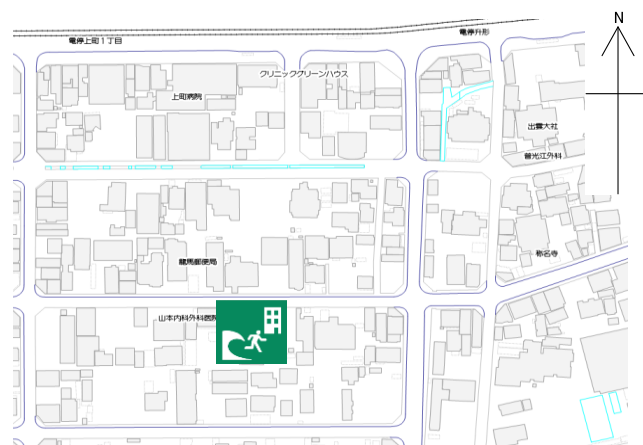 N
電停升形
電停上町１丁目
クリニックグリーンハウス
上町病院
出雲大社
普光江外科
称名寺
龍馬郵便局
山本内科外科医院